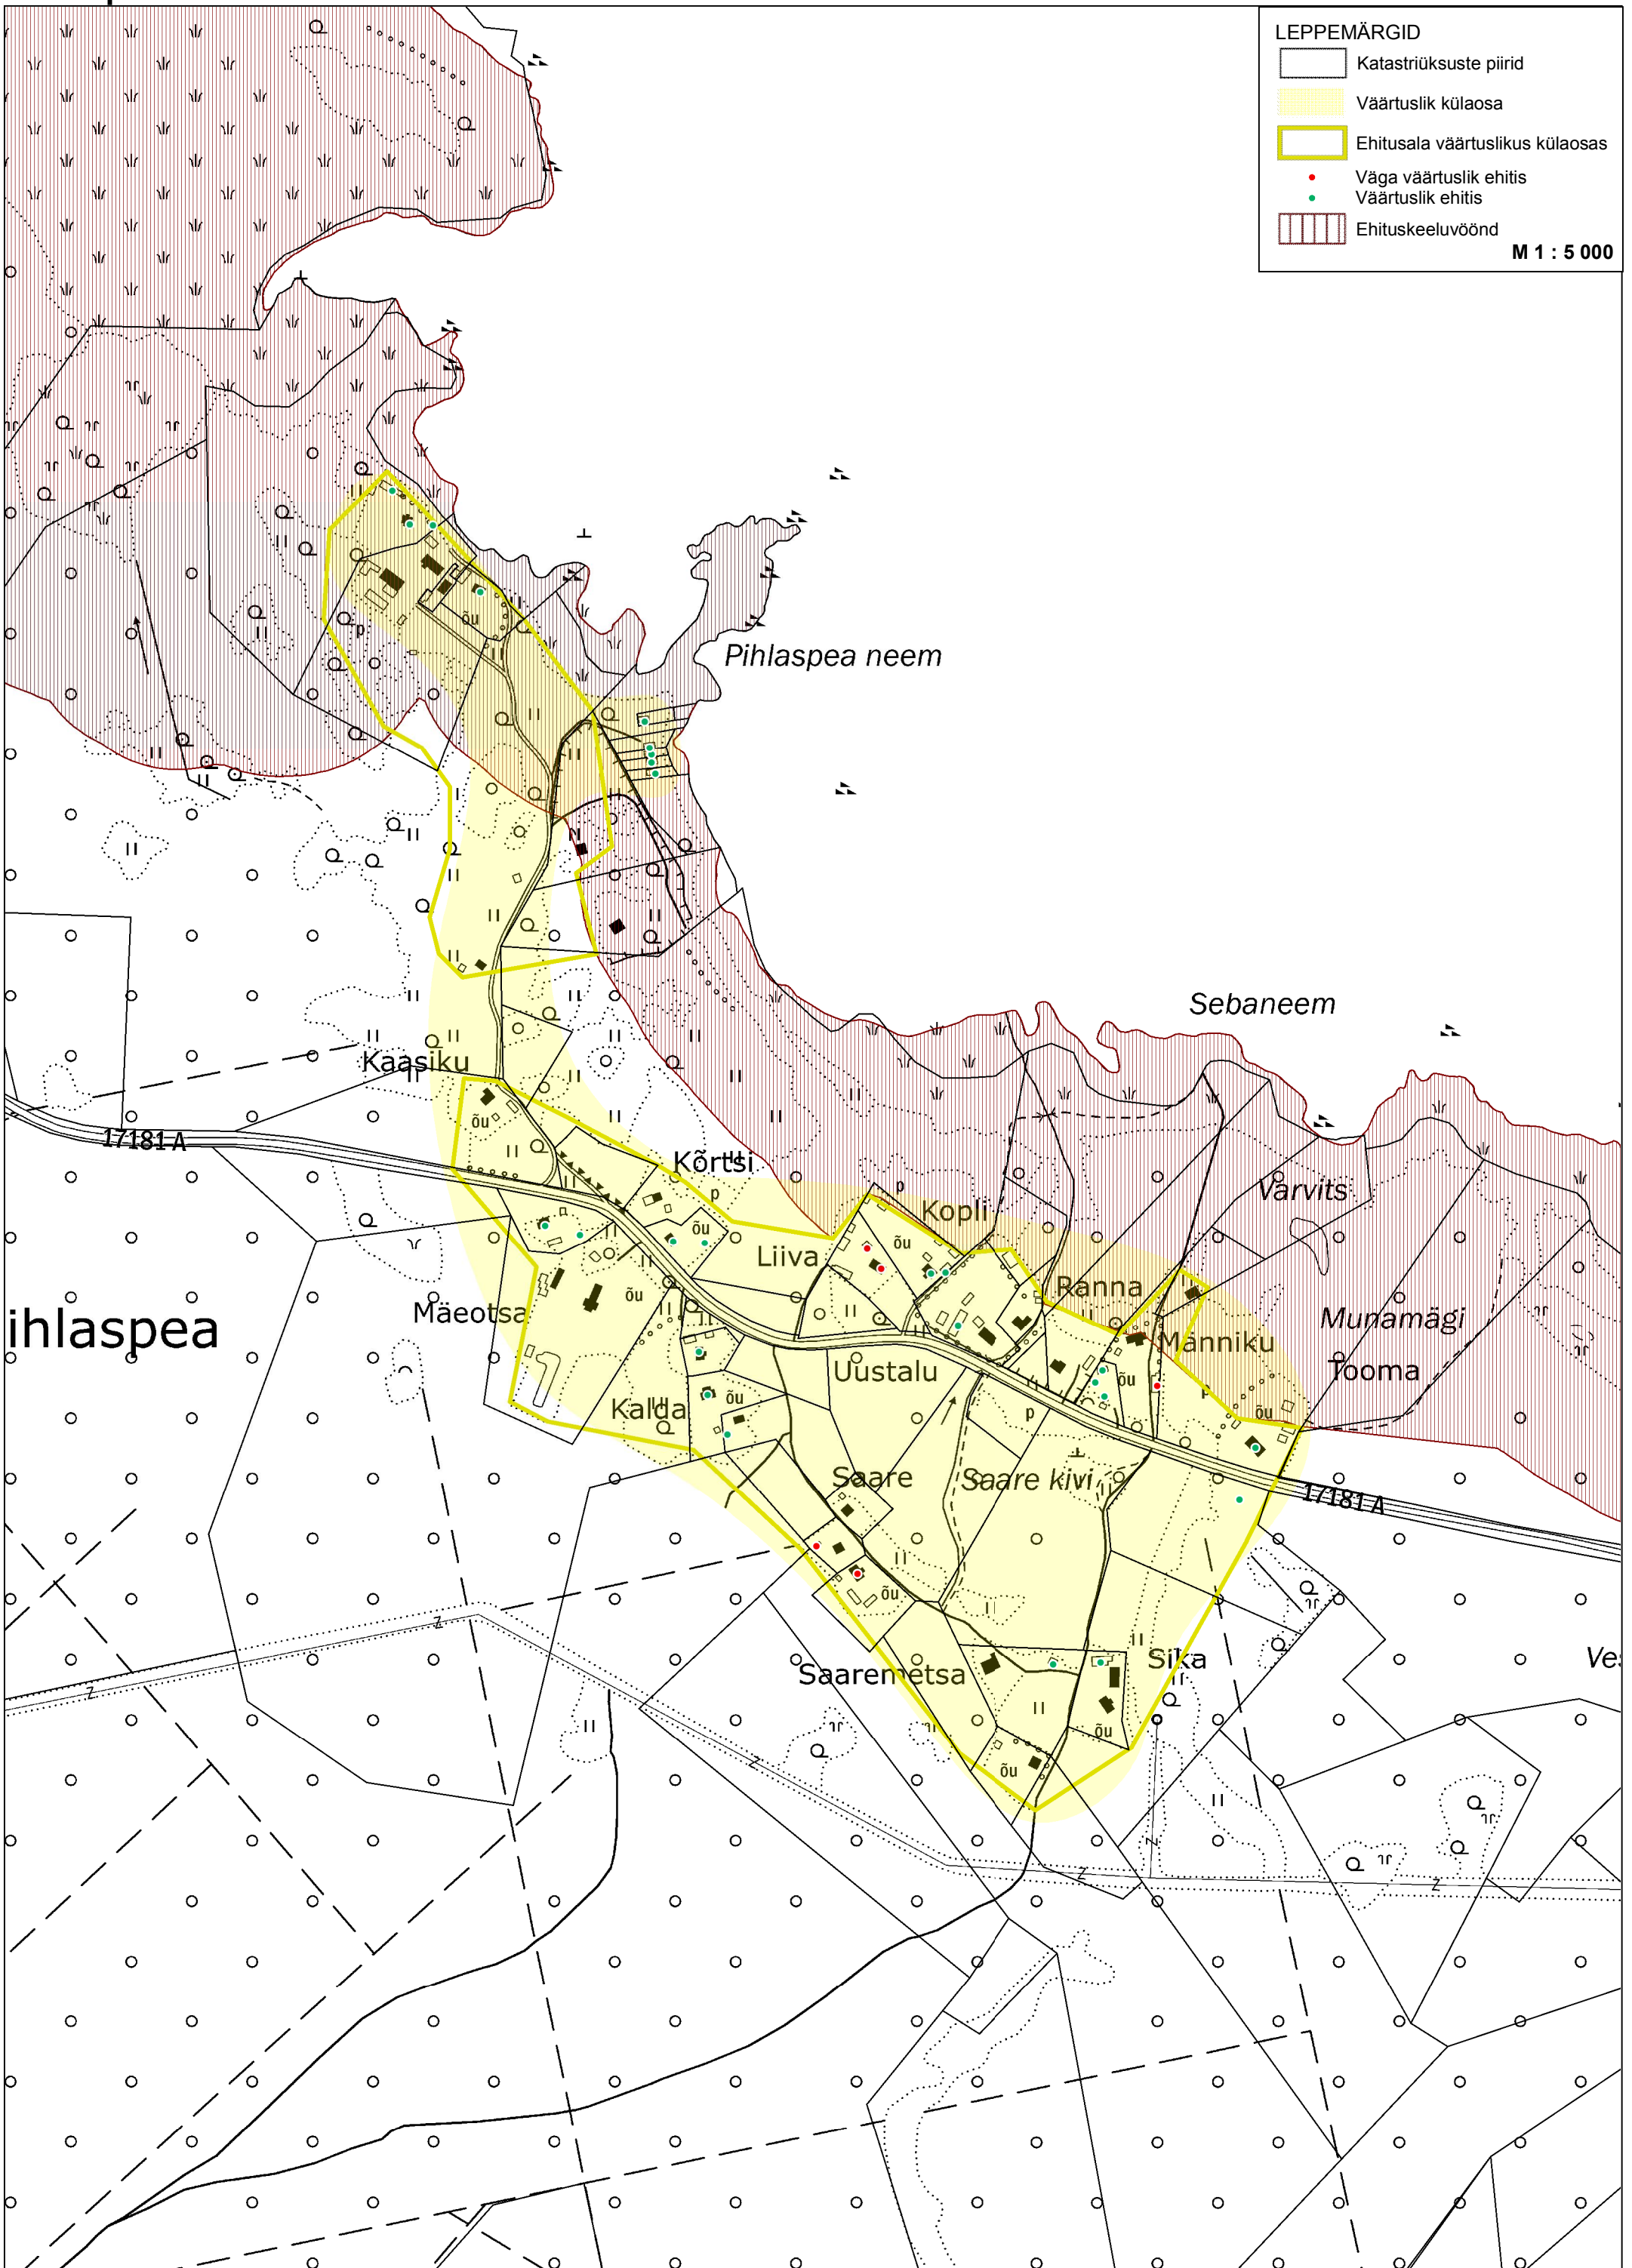 LEPPEMÄRGID
Katastriüksuste piirid
Väärtuslik külaosa
Ehitusala väärtuslikus külaosas
Väga väärtuslik ehitis
Väärtuslik ehitis
Ehituskeeluvöönd
M 1 : 5 000
õu
p
Pihlaspea neem
Sebaneem
Kaasiku
õu
17181 A
Kõrtsi
p
p
Varvits
Kopli
õu
õu
Liiva
Ranna
õu
Mäeotsa
ihlaspea
Munamägi
Männiku
Uustalu
Tooma
õu
õu
p
Kalda
p
õu
Saare
Saare kivi
17181 A
õu
z
Sika
Ves
Saaremetsa
z
õu
z
õu
z
z
z